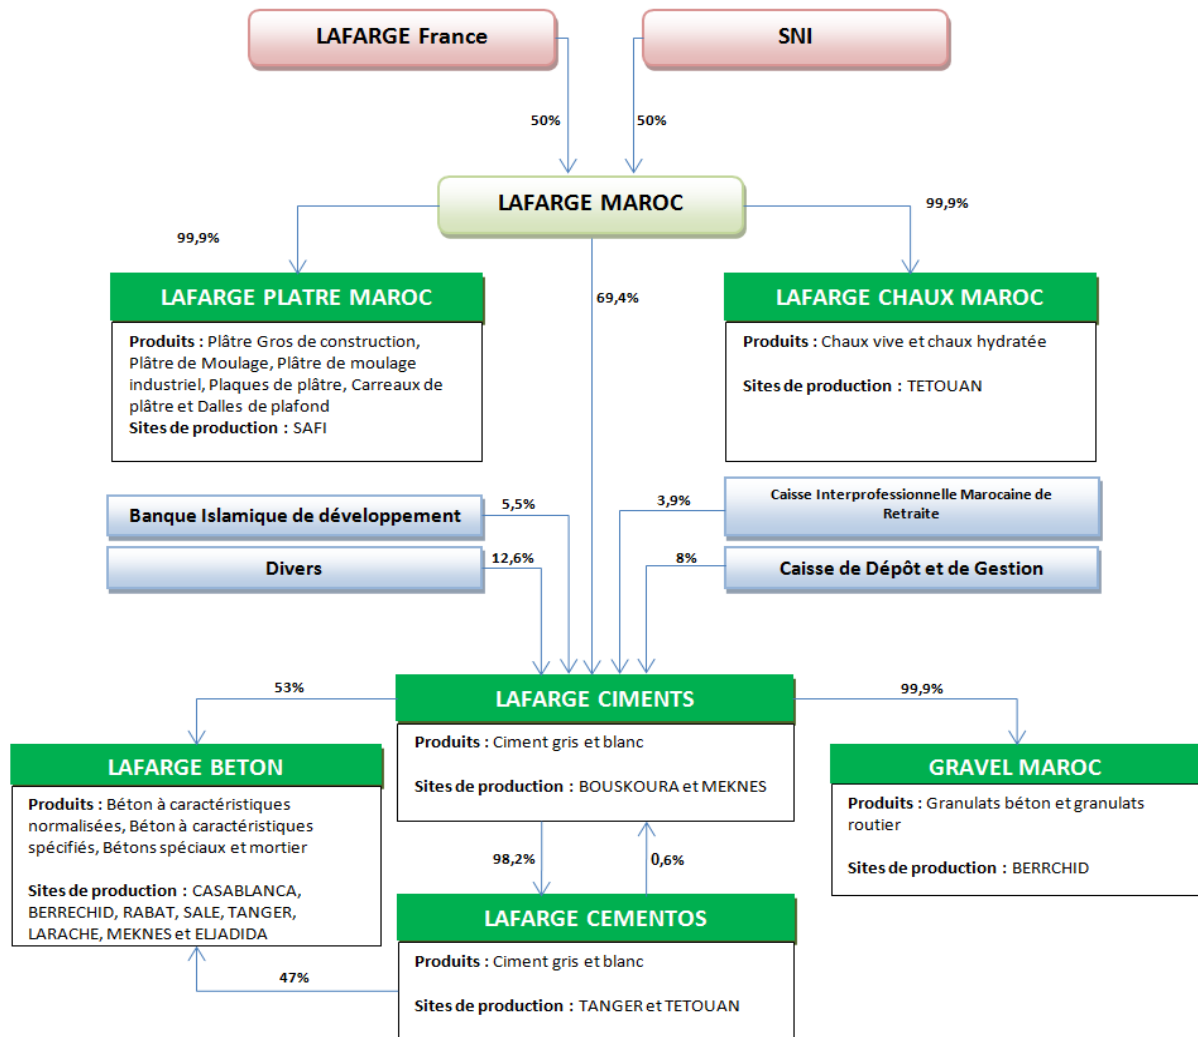 LAFARGE France
SNI
50%
50%
LAFARGE MAROC
99,9%
99,9%
69,4%
LAFARGE PLATRE MAROC
Produits : Plâtre Gros de construction,
Plâtre de Moulage, Plâtre de moulage
industriel, Plaques de plâtre, Carreaux de
plâtre et Dalles de plafond
Sites de production : SAFI
LAFARGE CHAUX MAROC
Produits : Chaux vive et chaux hydratée
Sites de production : TETOUAN
Banque Islamique de développement
5,5%
3,9%
Caisse Interprofessionnelle Marocaine de
Retraite
Divers
12,6%
8%
Caisse de Dépôt et de Gestion
53%
LAFARGE CIMENTS
99,9%
Produits : Ciment gris et blanc
Sites de production : BOUSKOURA et MEKNES
LAFARGE BETON
Produits : Béton à caractéristiques
normalisées, Béton à caractéristiques
spécifiés, Bétons spéciaux et mortier
Sites de production : CASABLANCA,
BERRECHID, RABAT, SALE, TANGER,
LARACHE, MEKNES et ELJADIDA
GRAVEL MAROC
Produits : Granulats béton et granulats
routier
Sites de production : BERRCHID
98,2%
0,6%
LAFARGE CEMENTOS
Produits : Ciment gris et blanc
Sites de production : TANGER et TETOUAN
47%